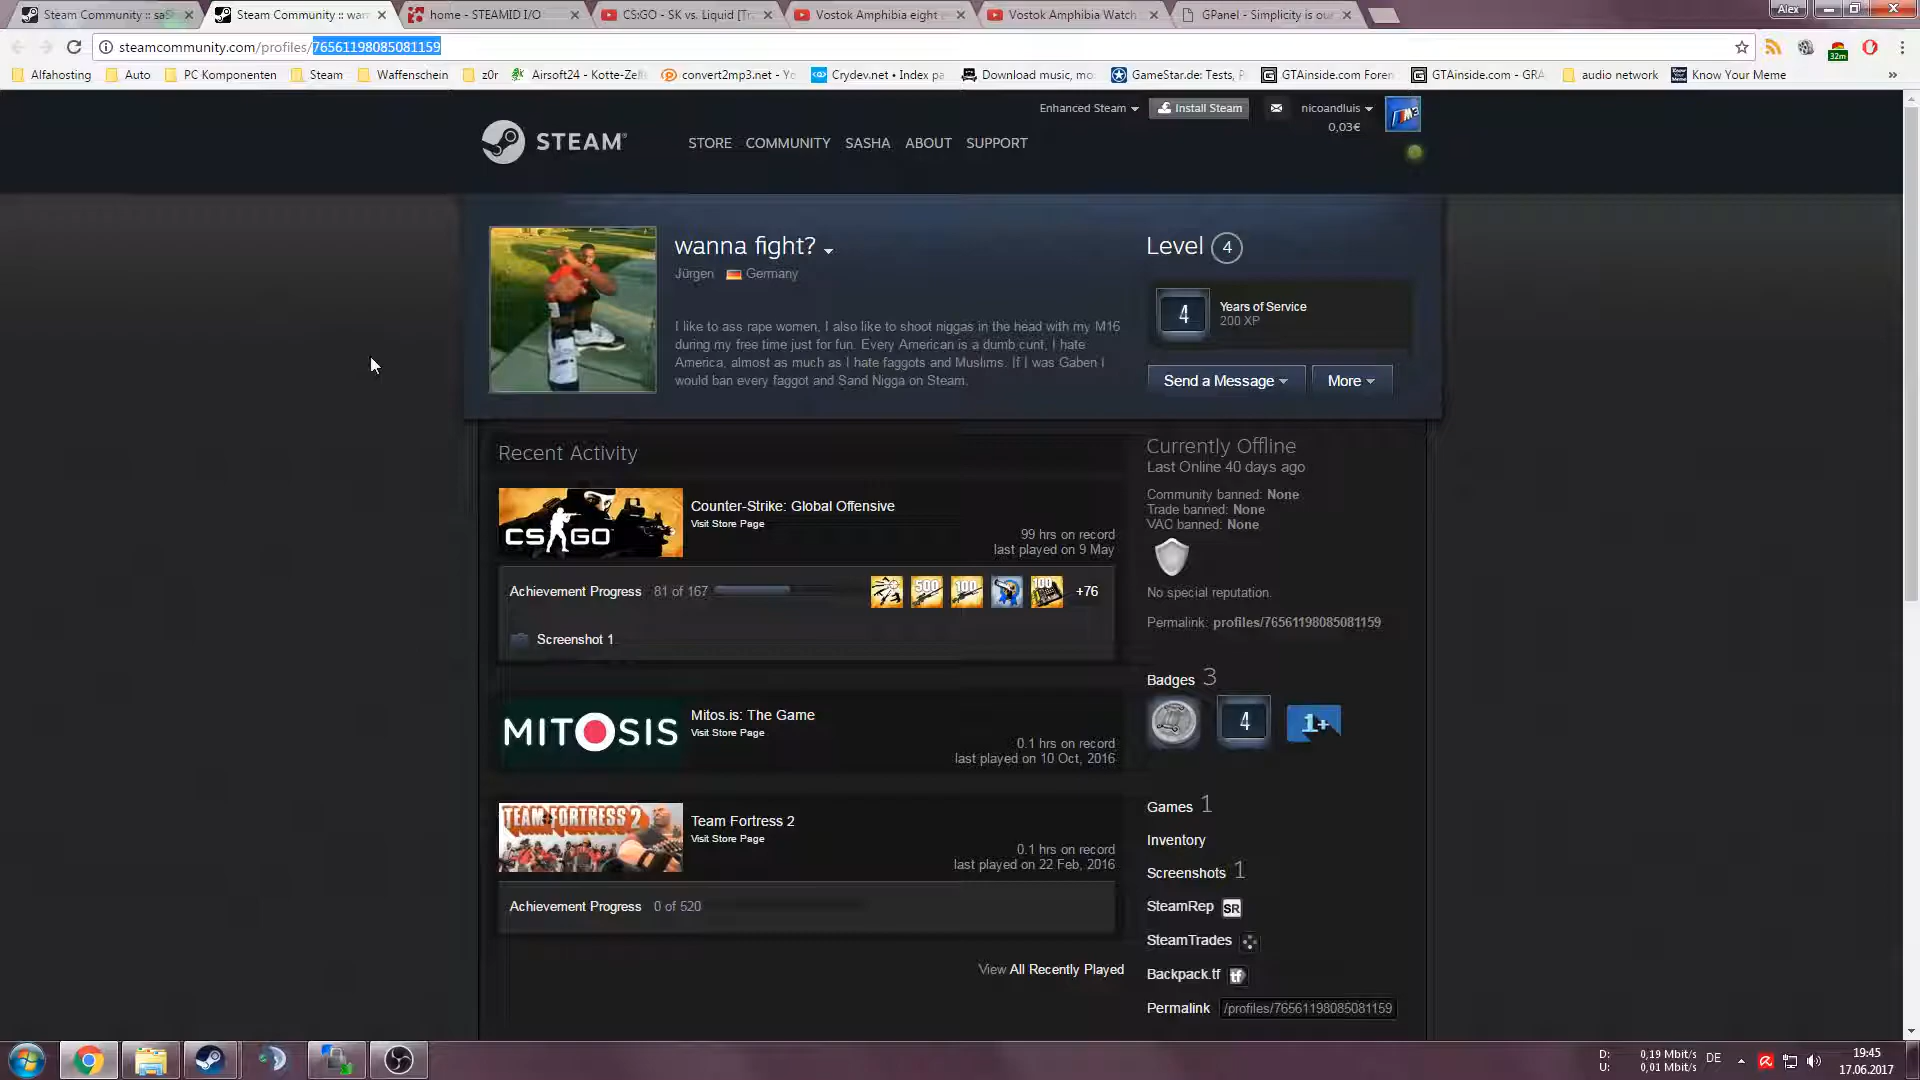 Steam Community :: sa
Steam Community :: wan
home - STEAMID I/O
CS:GO - SK vs. Liquid [Tra
Vostok Amphibia eight
Vostok Amphibia Watch
GPanel - Simplicity is our
Alex
steamcommunity.com/profiles/76561198085081159
Alfahosting
Auto
PC Komponenten
Steam
Waffenschein
z0r
Airsoft24 - Kotte-Zel
convert2mp3.net - Yo
Crydev.net • Index pa
Download music, mo
GameStar.de: Tests, P
GTAinside.com Foren
GTAinside.com - GRA
audio network
Know Your Meme
»
32m
Enhanced Steam
Install Steam
nicoandluis
0,03€
STEAM
STORE
COMMUNITY
SASHA
ABOUT
SUPPORT
wanna fight?
Jürgen
Germany
I like to ass rape women, I also like to shoot niggas in the head with my M16
during my free time just for fun. Every American is a dumb cunt, I hate
America, almost as much as I hate faggots and Muslims. If I was Gaben I
would ban every faggot and Sand Nigga on Steam.
Level 4
4
Years of Service
200 XP
Send a Message
More
Recent Activity
CS GO
Counter-Strike: Global Offensive
Visit Store Page
99 hrs on record
last played on 9 May
Achievement Progress 81 of 167
500
100
100
+76
Screenshot 1
MITOSIS
Mitos.is: The Game
Visit Store Page
0.1 hrs on record
last played on 10 Oct, 2016
TEAM FORTRESS 2
Team Fortress 2
Visit Store Page
0.1 hrs on record
last played on 22 Feb, 2016
Achievement Progress 0 of 520
View All Recently Played
Currently Offline
Last Online 40 days ago
Community banned: None
Trade banned: None
VAC banned: None
No special reputation.
Permalink: profiles/76561198085081159
Badges 3
4
1+
Games 1
Inventory
Screenshots 1
SteamRep SR
SteamTrades
Backpack.tf tf
Permalink /profiles/76561198085081159
D: 0,19 Mbit/s
U: 0,01 Mbit/s
DE
19:45
17.06.2017